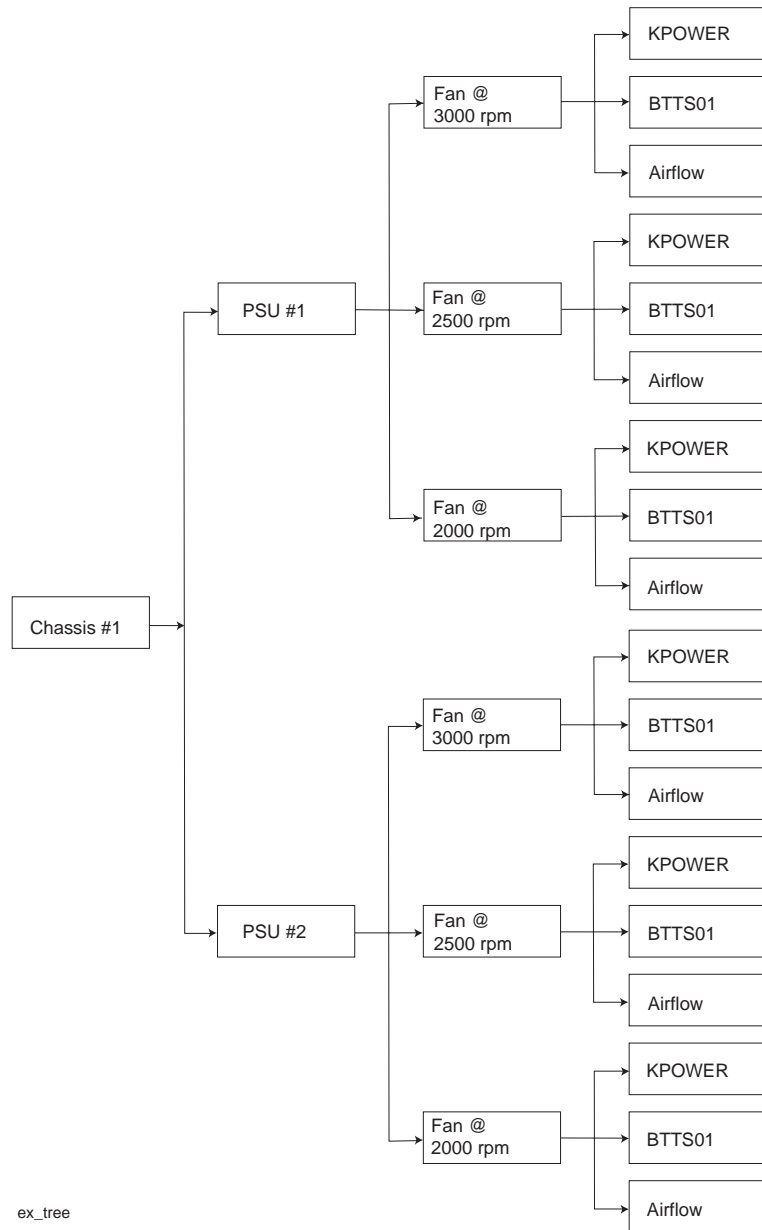 KPOWER
Fan @
3000 rpm
BTTS01
Airflow
KPOWER
PSU #1
Fan @
2500 rpm
BTTS01
Airflow
KPOWER
Fan @
2000 rpm
BTTS01
Airflow
Chassis #1
KPOWER
Fan @
3000 rpm
BTTS01
Airflow
KPOWER
PSU #2
Fan @
2500 rpm
BTTS01
Airflow
KPOWER
Fan @
2000 rpm
BTTS01
Airflow
ex_tree